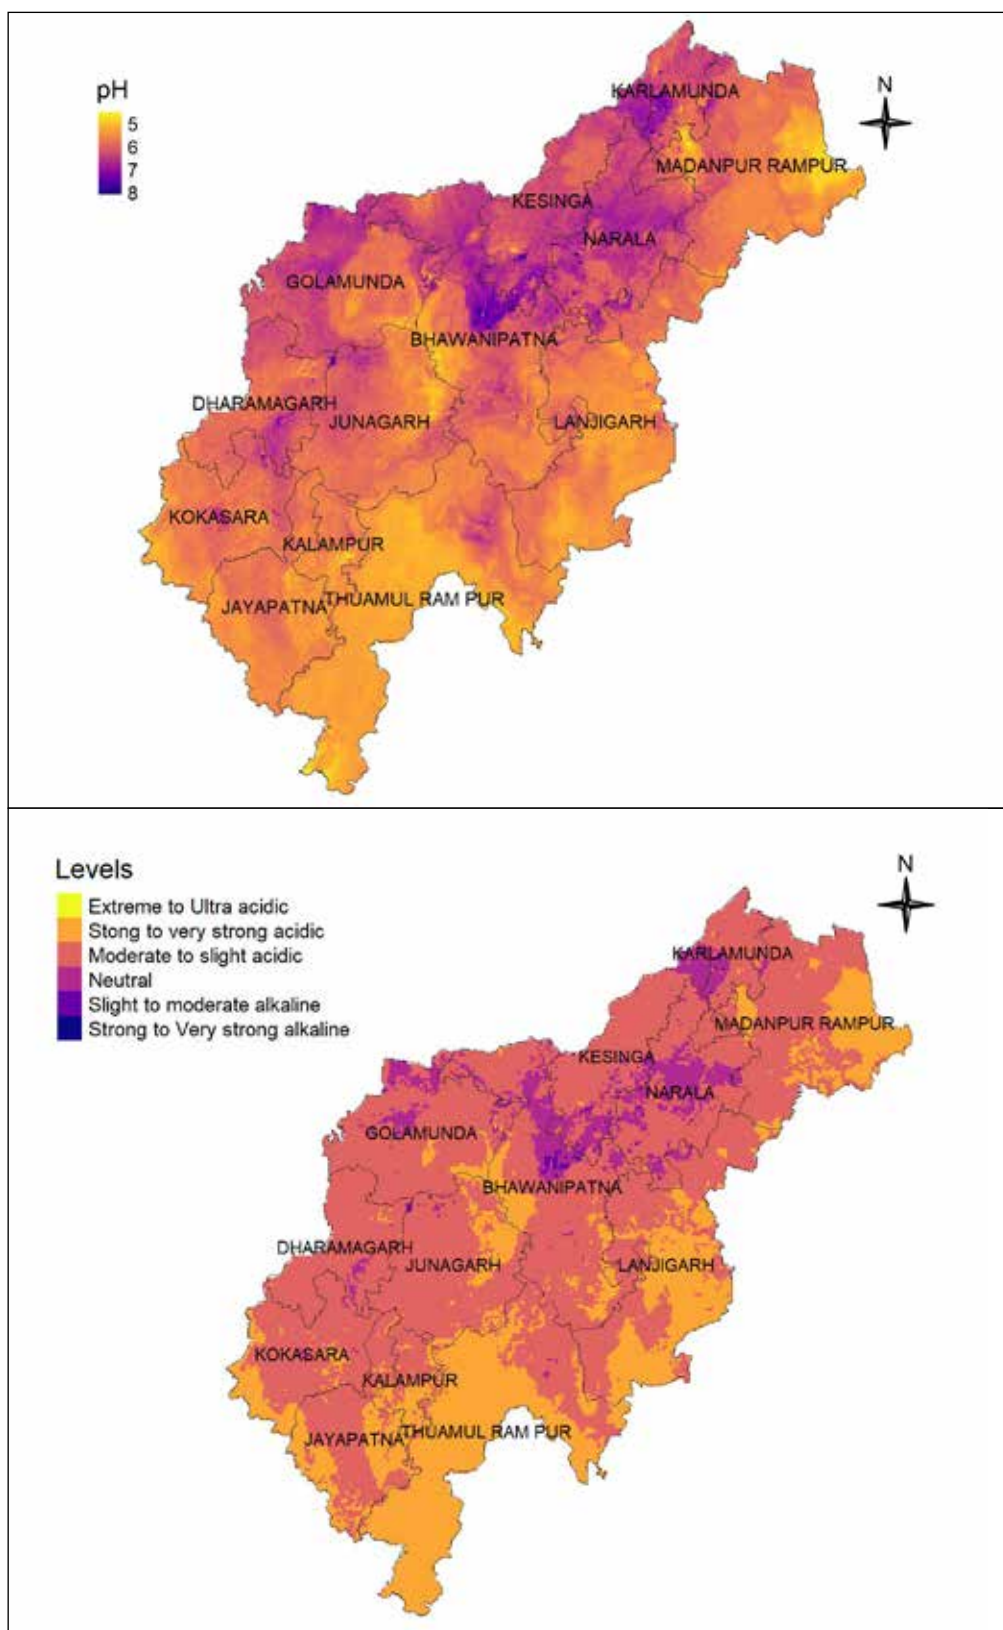 pH
5
6
7
8
N
KARLAMUNDA
MADANPUR RAMPUR
KESINGA
NARALA
GOLAMUNDA
BHAWANIPATNA
DHARAMAGARH
JUNAGARH
LANJIGARH
KOKASARA
KALAMPUR
JAYAPATNA
THUAMUL RAM PUR
Levels
Extreme to Ultra acidic
Stong to very strong acidic
Moderate to slight acidic
Neutral
Slight to moderate alkaline
Strong to Very strong alkaline
N
KARLAMUNDA
MADANPUR RAMPUR
KESINGA
NARALA
GOLAMUNDA
BHAWANIPATNA
DHARAMAGARH
JUNAGARH
LANJIGARH
KOKASARA
KALAMPUR
JAYAPATNA
THUAMUL RAM PUR